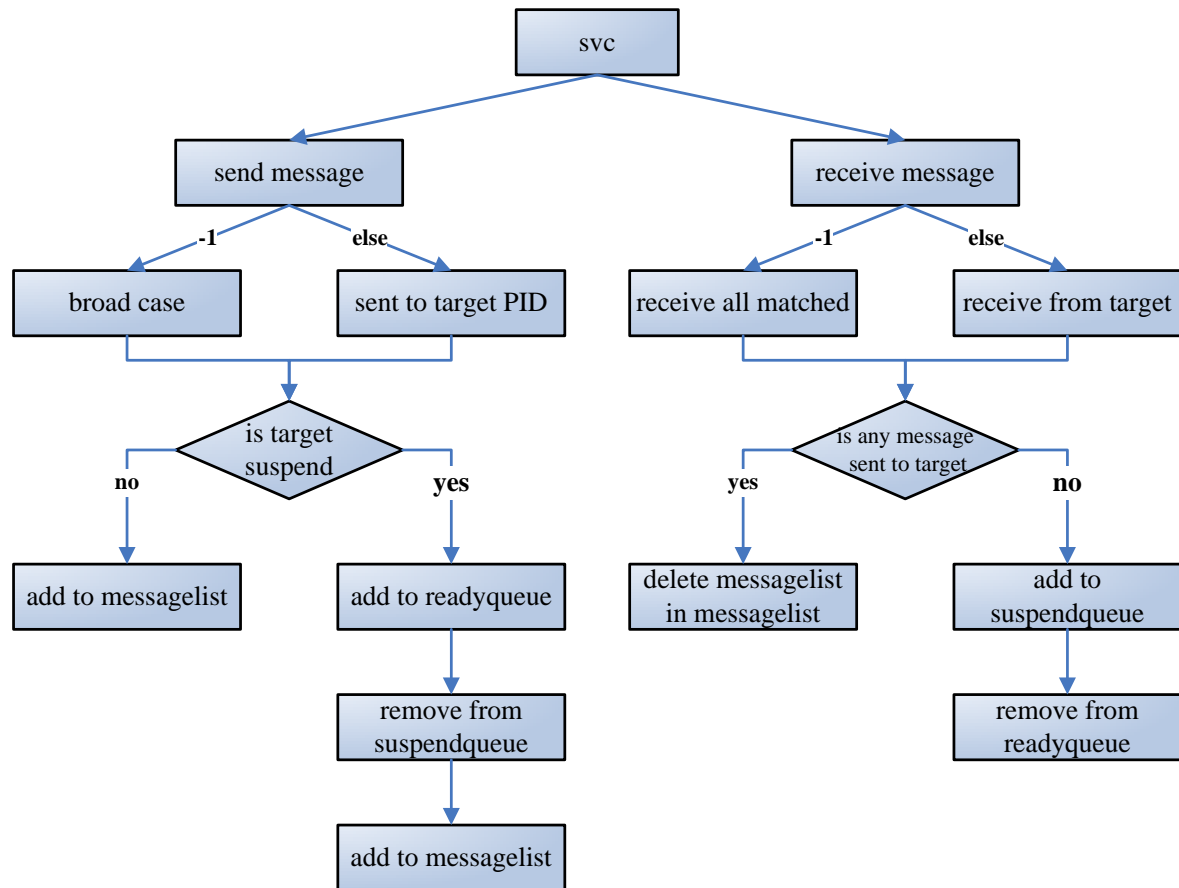 svc
send message
receive message
-1
else
-1
else
broad case
sent to target PID
receive all matched
receive from target
is target
suspend
is any message
sent to target
no
yes
yes
no
add to messagelist
add to readyqueue
delete messagelist
in messagelist
add to
suspendqueue
remove from
suspendqueue
remove from
readyqueue
add to messagelist